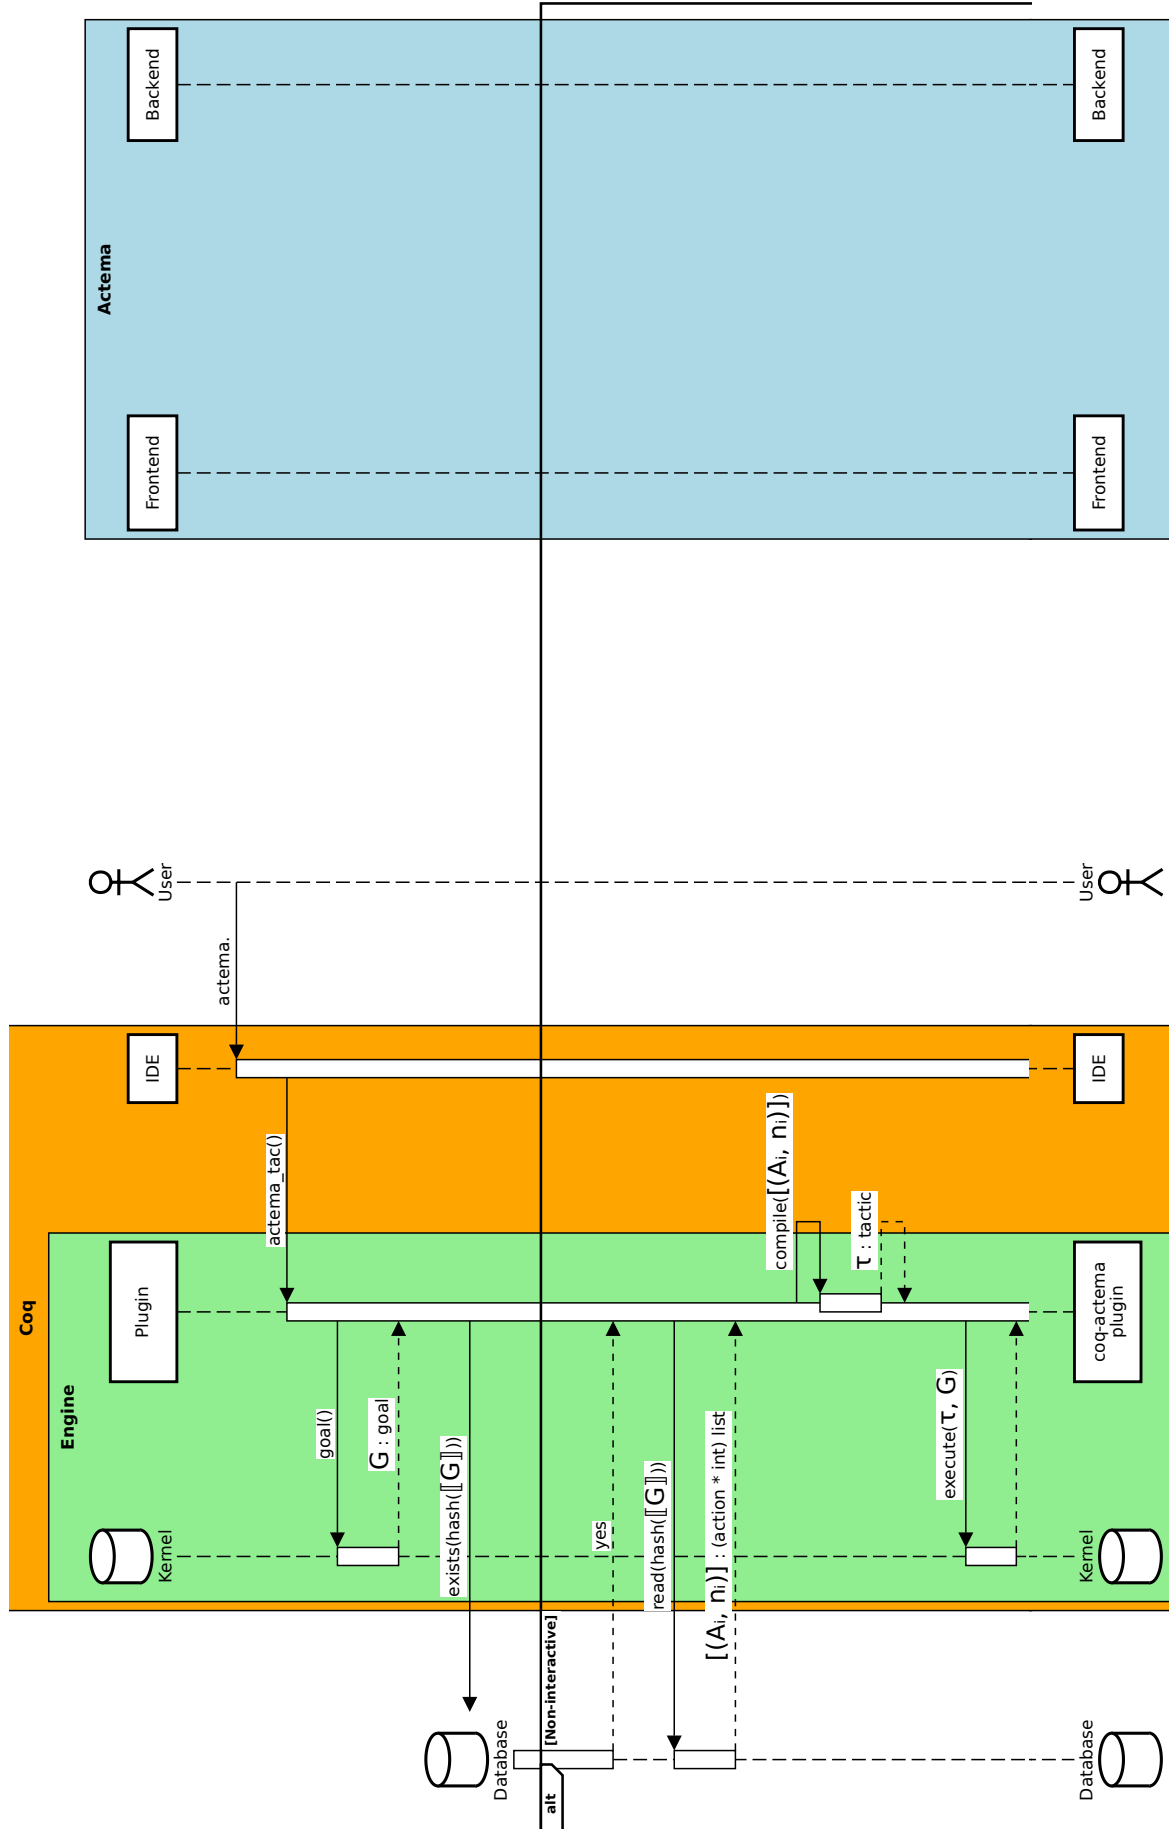 Coq
Engine
Actema
Kernel
Plugin
IDE
User
Frontend
Backend
actema.
actema_tac()
goal()
G : goal
exists(hash(⟦G⟧))
Database
alt
[Non-interactive]
yes
read(hash(⟦G⟧))
[(Aᵢ, nᵢ)] : (action * int) list
compile([(Aᵢ, nᵢ)])
τ : tactic
execute(τ, G)
Database
Kernel
coq-actema
plugin
IDE
User
Frontend
Backend